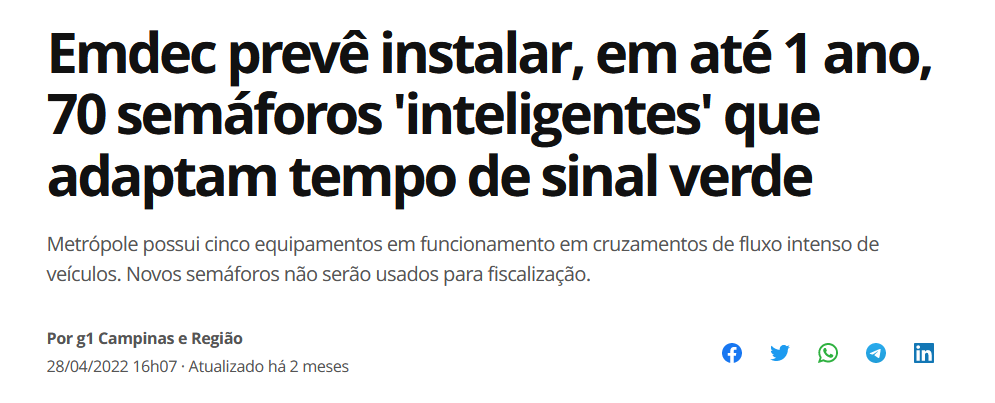 Emdec prevê instalar, em até 1 ano,
70 semáforos 'inteligentes' que
adaptam tempo de sinal verde
Metrópole possui cinco equipamentos em funcionamento em cruzamentos de fluxo intenso de
veículos. Novos semáforos não serão usados para fiscalização.
Por g1 Campinas e Região
28/04/2022 16h07 · Atualizado há 2 meses